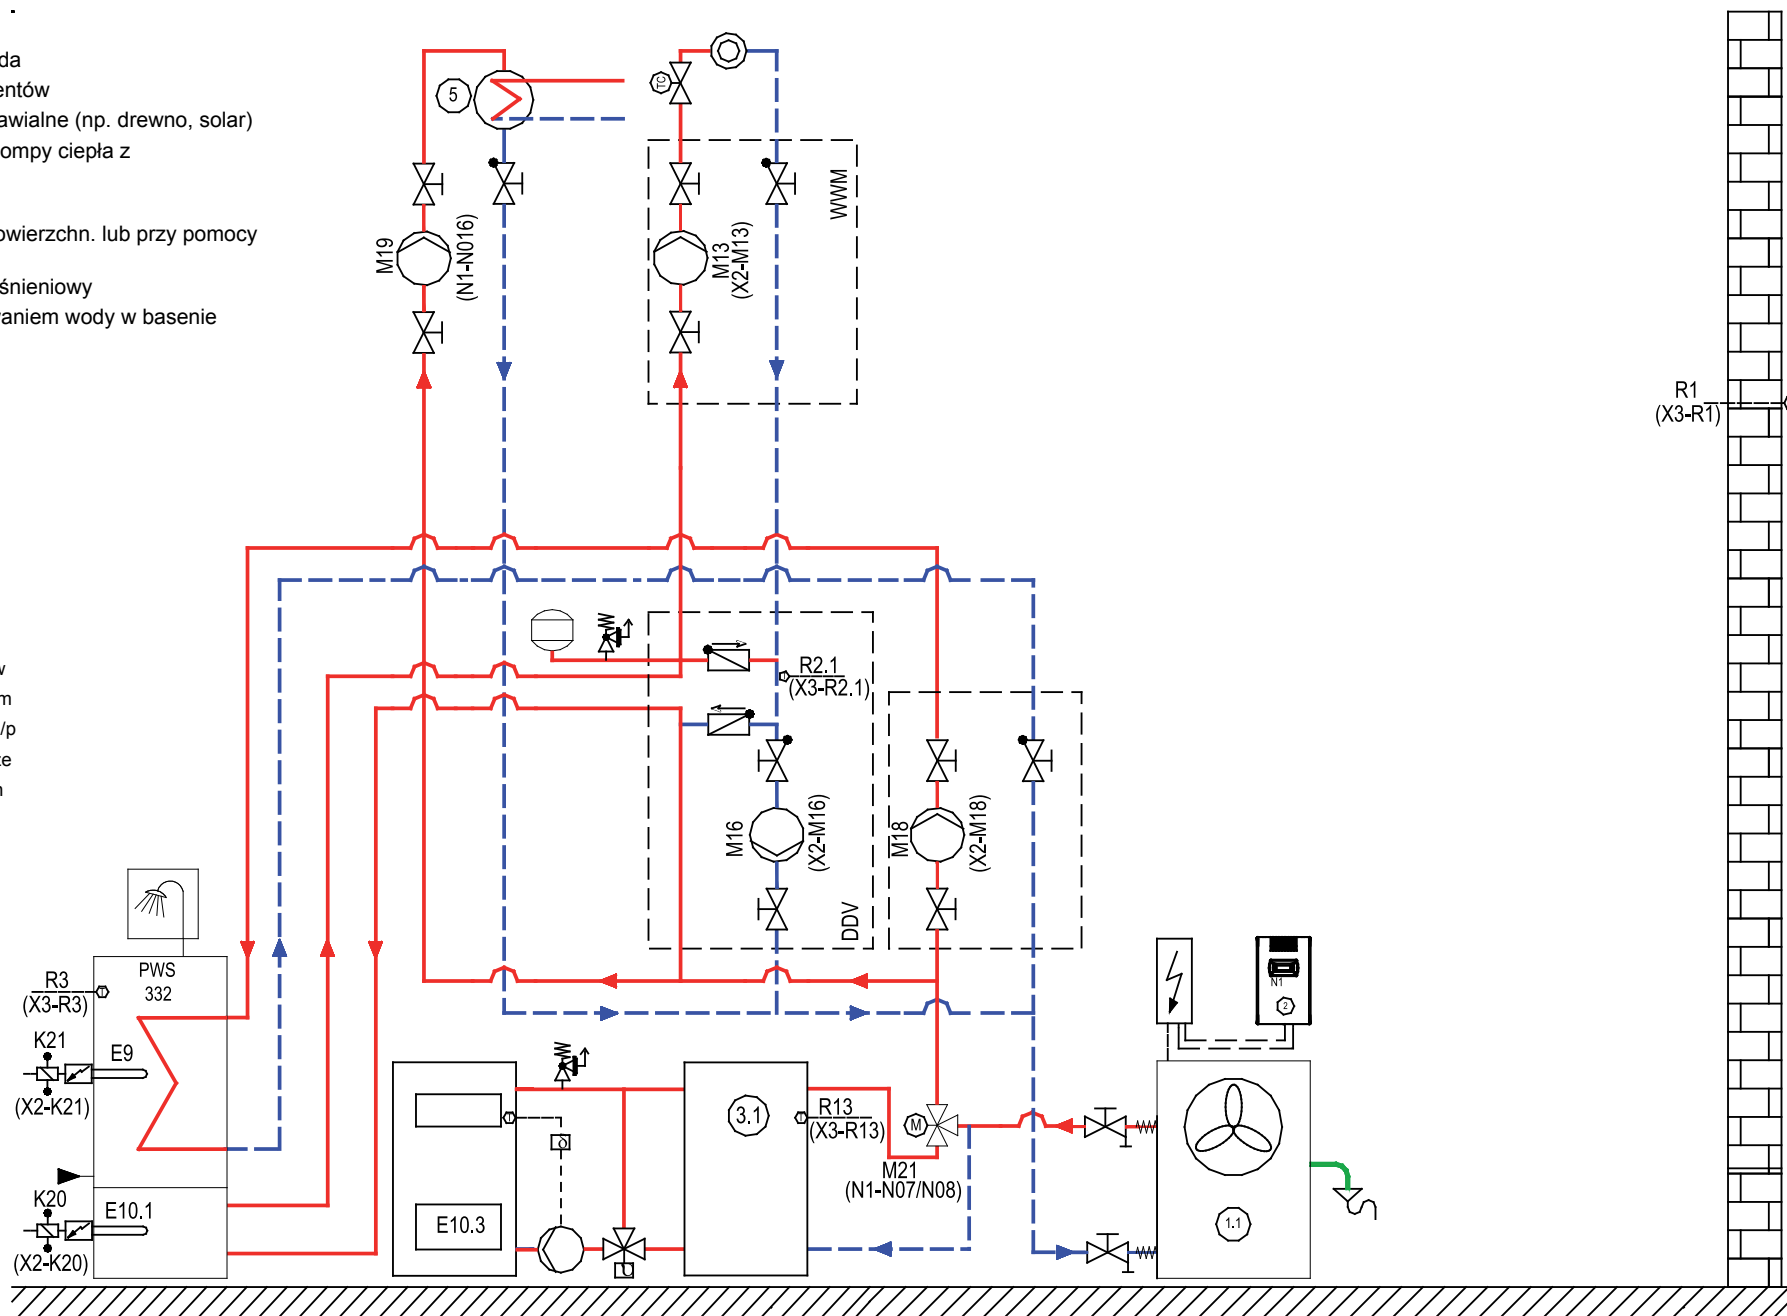 da
entów
awialne (np. drewno, solar)
ompy ciepła z
owierzchn. lub przy pomocy
śnieniowy
aniem wody w basenie
w
m
/p
ze
n
5
TC
M19
(N1-N016)
M13
(X2-M13)
WWM
R1
(X3-R1)
R2.1
(X3-R2.1)
M16
(X2-M16)
DDV
M18
(X2-M18)
PWS
332
R3
(X3-R3)
K21
E9
(X2-K21)
K20
E10.1
(X2-K20)
E10.3
3.1
R13
(X3-R13)
M
M21
(N1-N07/N08)
N1
2
1.1